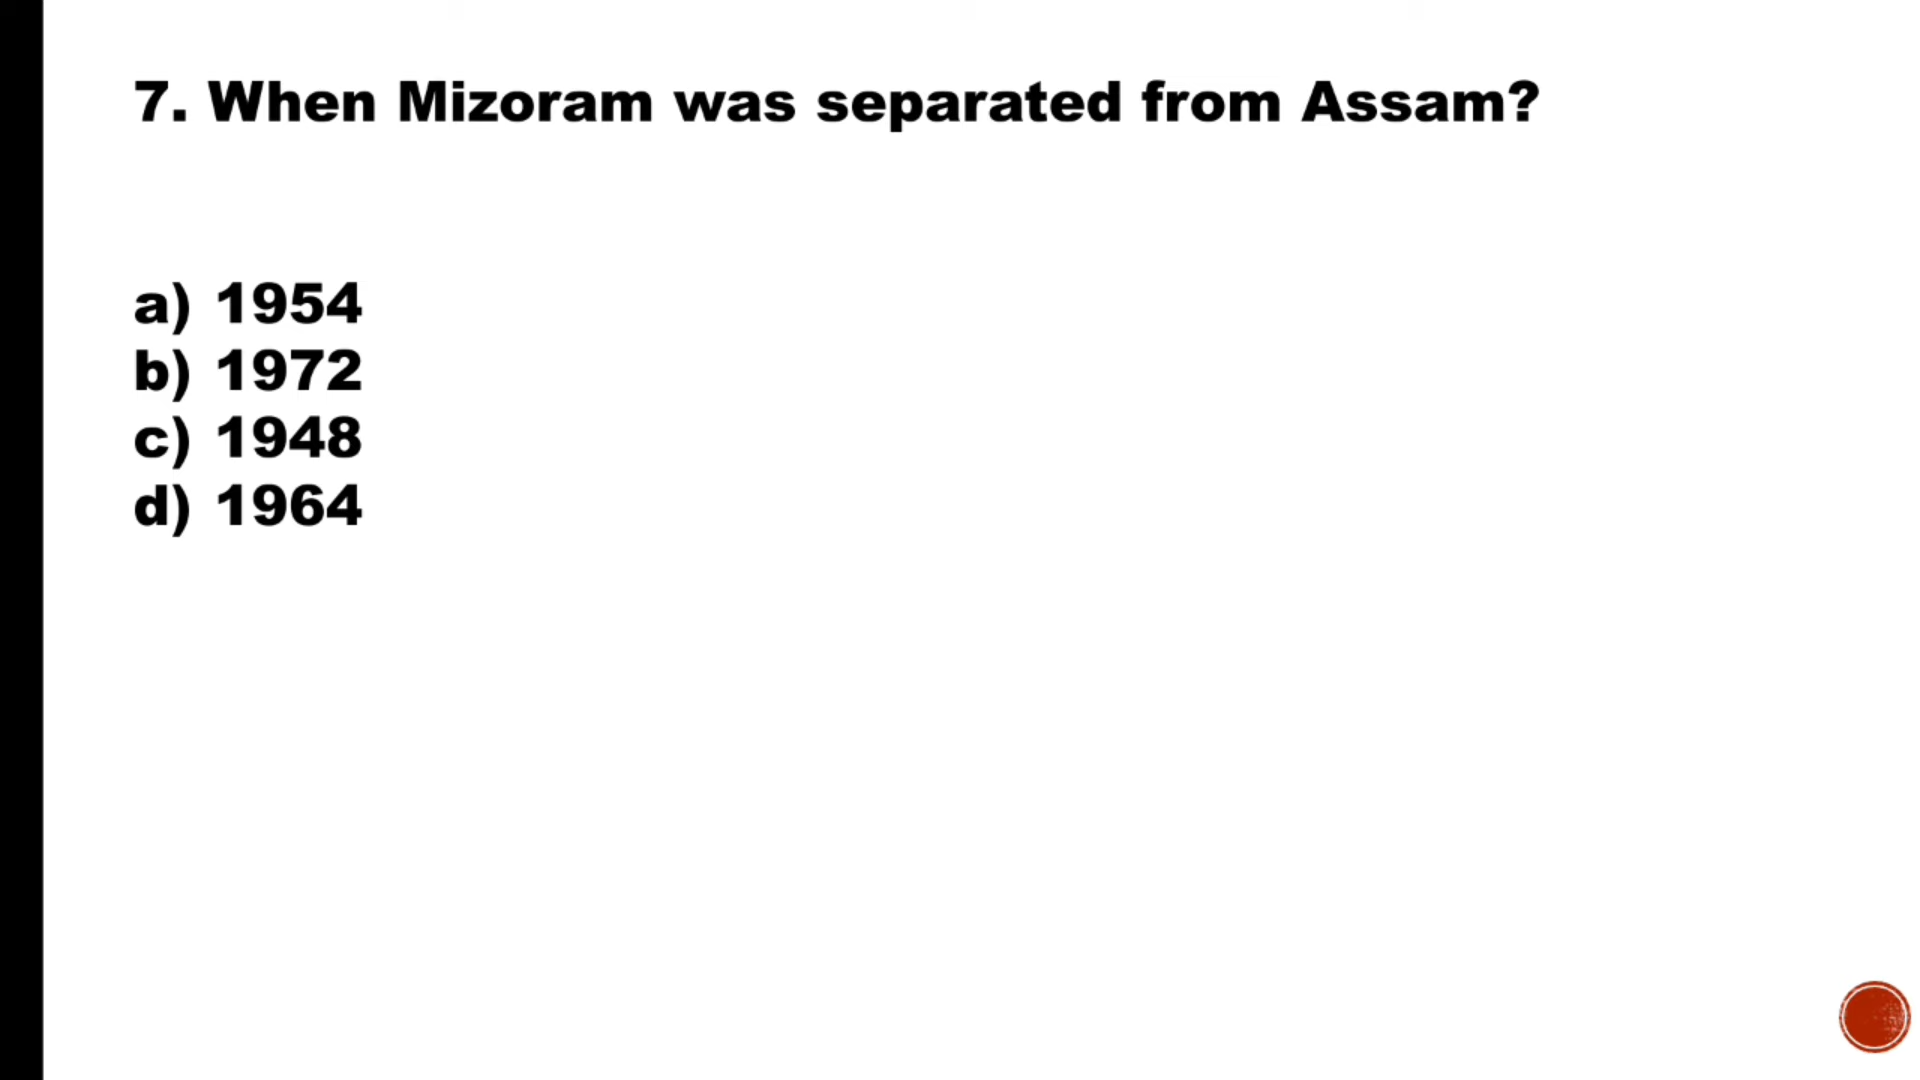 7. When Mizoram was separated from Assam?
a) 1954
b) 1972
c) 1948
d) 1964